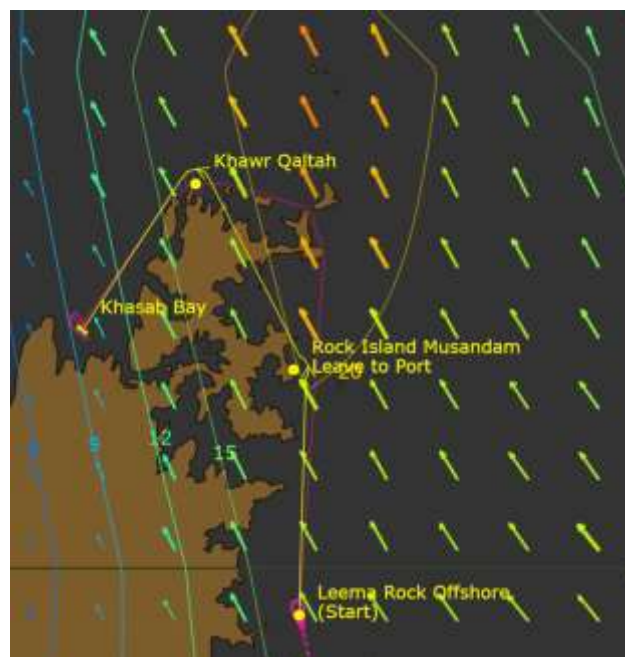 Khawr Qaltah
Khasab Bay
Rock Island Musandam
Leave to Port
20
12
9
15
Leema Rock Offshore
(Start)